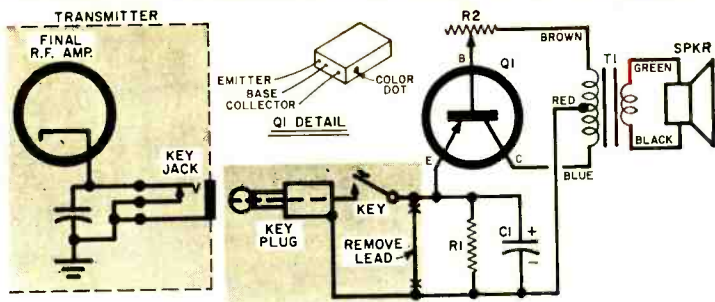 TRANSMITTER
FINAL
R.F. AMP.
KEY
JACK
EMITTER
BASE
COLLECTOR
COLOR
DOT
Q1 DETAIL
R2
BROWN
B
Q1
E
C
BLUE
RED
T1
GREEN
BLACK
SPKR
KEY
PLUG
KEY
REMOVE
LEAD
R1
C1
+
-